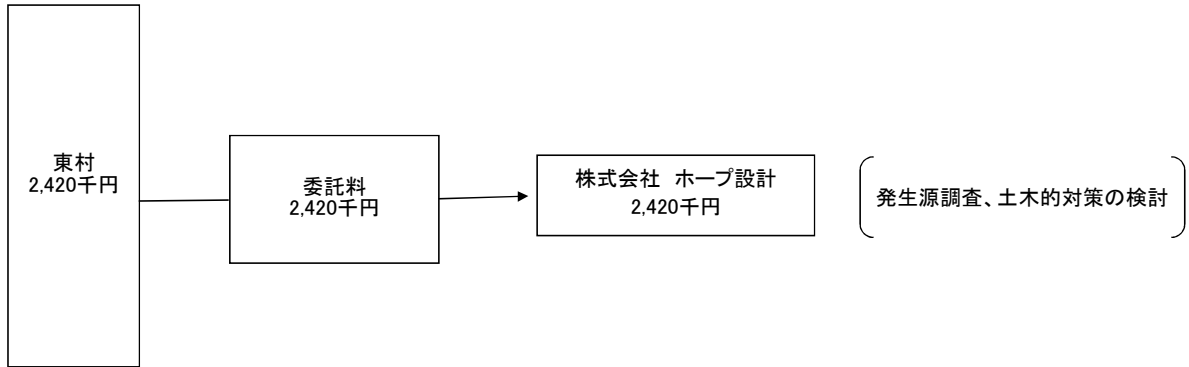 東村
2,420千円
委託料
2,420千円
株式会社　ホープ設計
2,420千円
発生源調査、土木的対策の検討